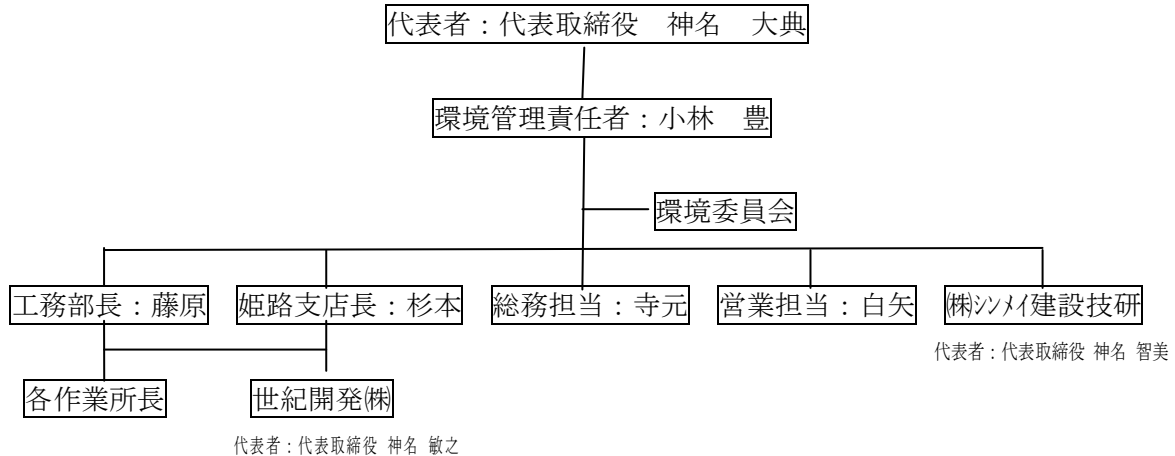 代表者：代表取締役　神名　大典
環境管理責任者：小林　豊
環境委員会
工務部長：藤原
姫路支店長：杉本
総務担当：寺元
営業担当：白矢
㈱ｼﾝﾒｲ建設技研
代表者：代表取締役 神名 智美
各作業所長
世紀開発㈱
代表者：代表取締役 神名 敏之